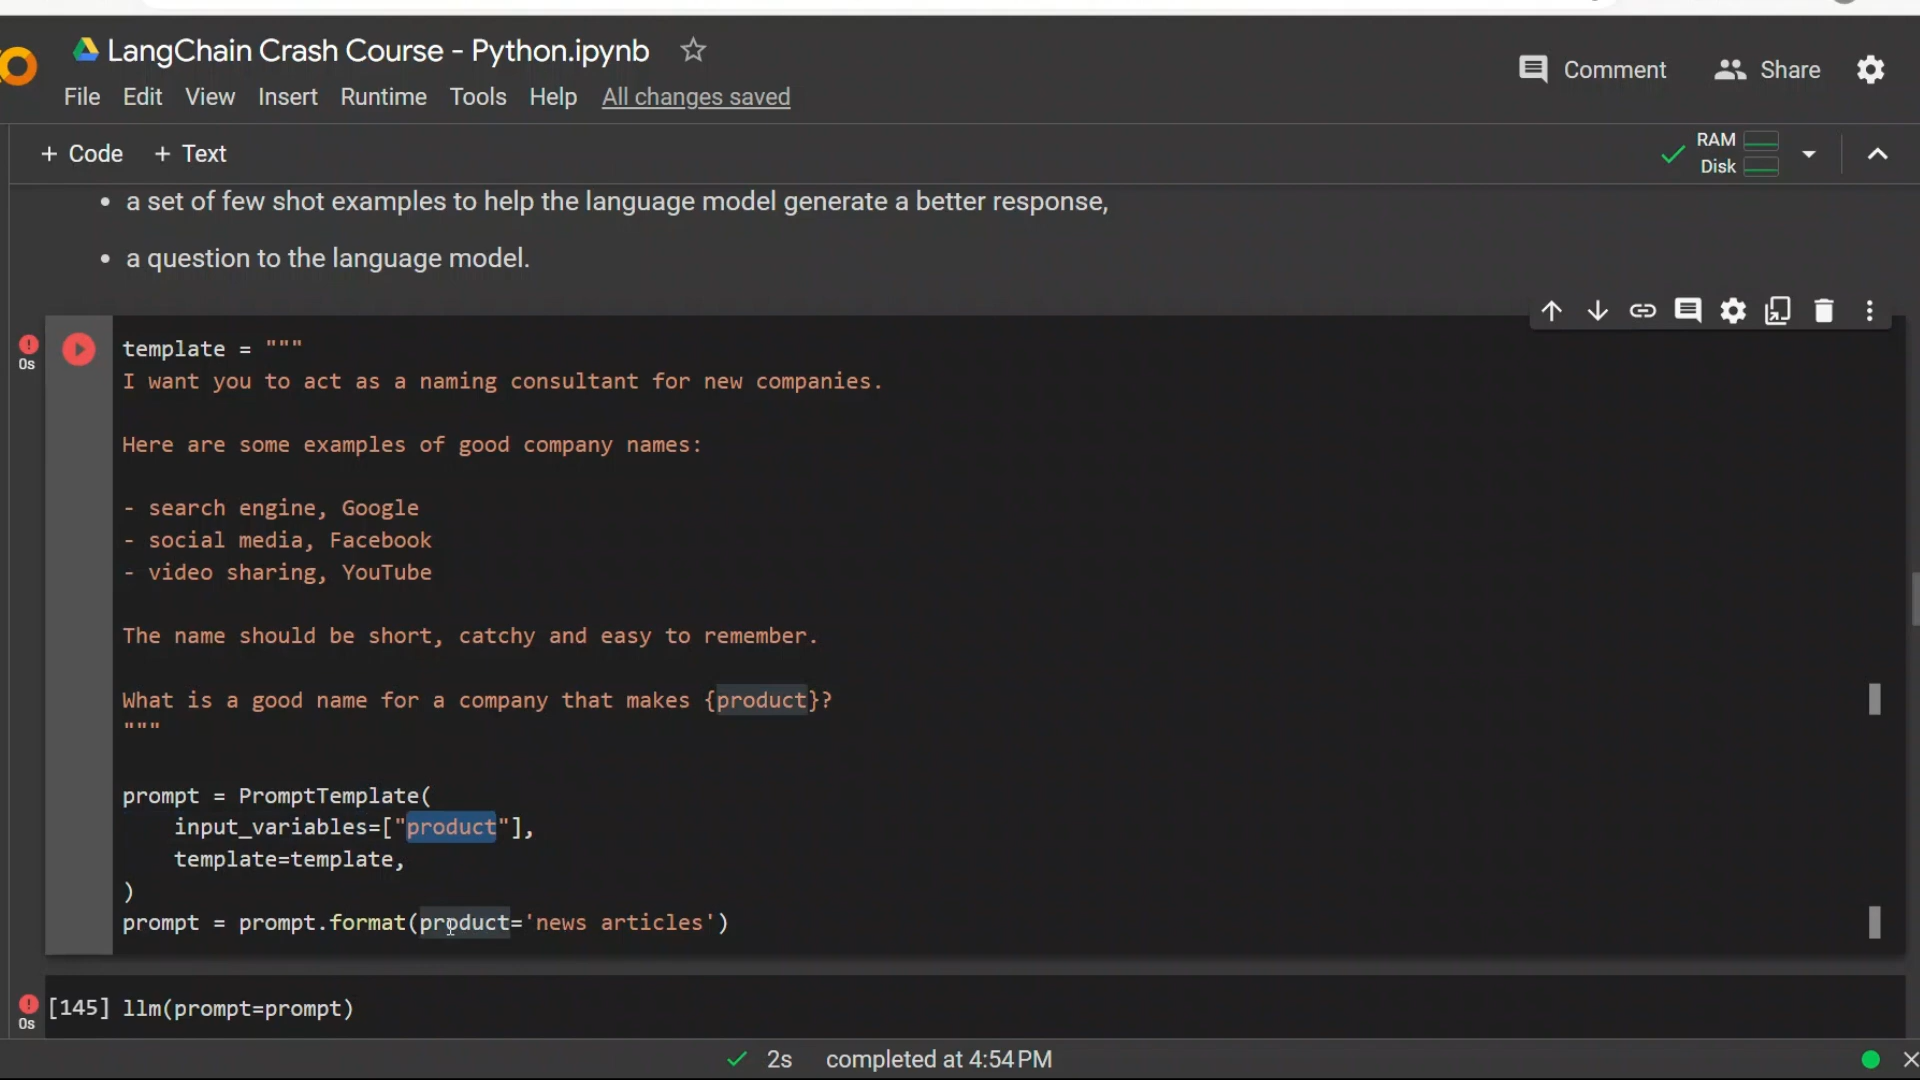 LangChain Crash Course - Python.ipynb
File Edit View Insert Runtime Tools Help All changes saved
Comment Share
+ Code + Text
RAM
Disk
• a set of few shot examples to help the language model generate a better response,
• a question to the language model.
0s
template = """
I want you to act as a naming consultant for new companies.
Here are some examples of good company names:
- search engine, Google
- social media, Facebook
- video sharing, YouTube
The name should be short, catchy and easy to remember.
What is a good name for a company that makes {product}?
"""
prompt = PromptTemplate(
input_variables=["product"],
template=template,
)
prompt = prompt.format(product='news articles')
[145] llm(prompt=prompt)
0s
2s completed at 4:54 PM